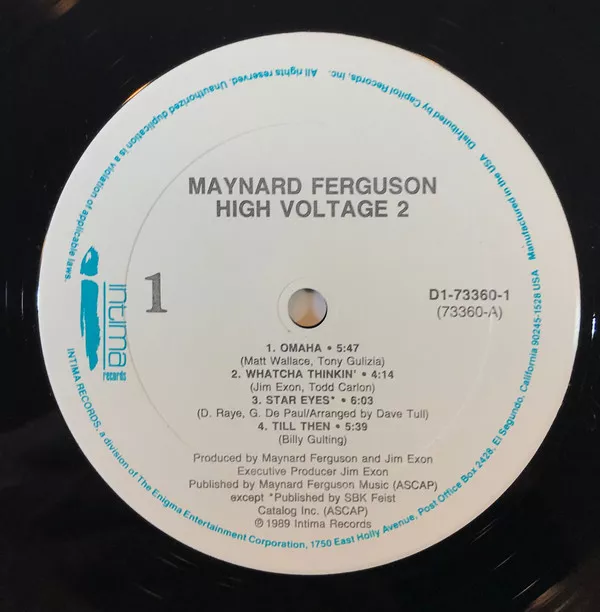 MAYNARD FERGUSON
HIGH VOLTAGE 2
1
D1-73360-1
(73360-A)
intima
records
1. OMAHA • 5:47
(Matt Wallace, Tony Gulizia)
2. WHATCHA THINKIN' • 4:14
(Jim Exon, Todd Carlon)
3. STAR EYES* • 6:03
(D. Raye, G. De Paul/Arranged by Dave Tull)
4. TILL THEN • 5:39
(Billy Gulting)
Produced by Maynard Ferguson and Jim Exon
Executive Producer Jim Exon
Published by Maynard Ferguson Music (ASCAP)
except *Published by SBK Feist
Catalog Inc. (ASCAP)
℗ 1989 Intima Records
INTIMA RECORDS, a division of The Enigma Entertainment Corporation, 1750 East Holly Avenue, Post Office Box 2428, El Segundo, California 90245-1528 USA Manufactured in the USA Distributed by Capitol Records, Inc. All rights reserved. Unauthorized duplication is a violation of applicable laws.